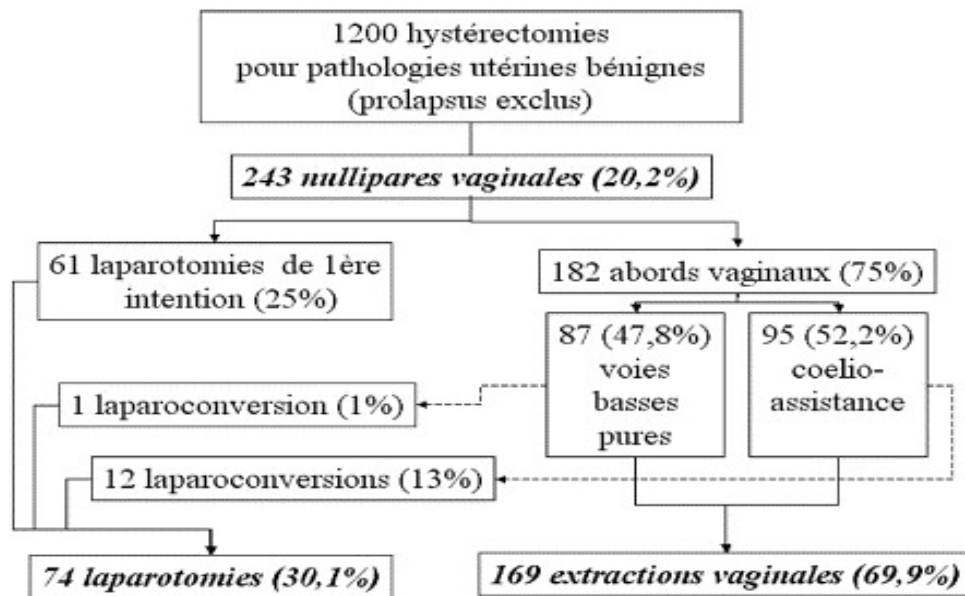 1200 hystérectomies
pour pathologies utérines bénignes
(prolapsus exclus)
243 nullipares vaginales (20,2%)
61 laparotomies de 1ère
intention (25%)
182 abords vaginaux (75%)
87 (47,8%)
voies
basses
pures
95 (52,2%)
coelio-
assistance
1 laparoconversion (1%)
12 laparoconversions (13%)
74 laparotomies (30,1%)
169 extractions vaginales (69,9%)